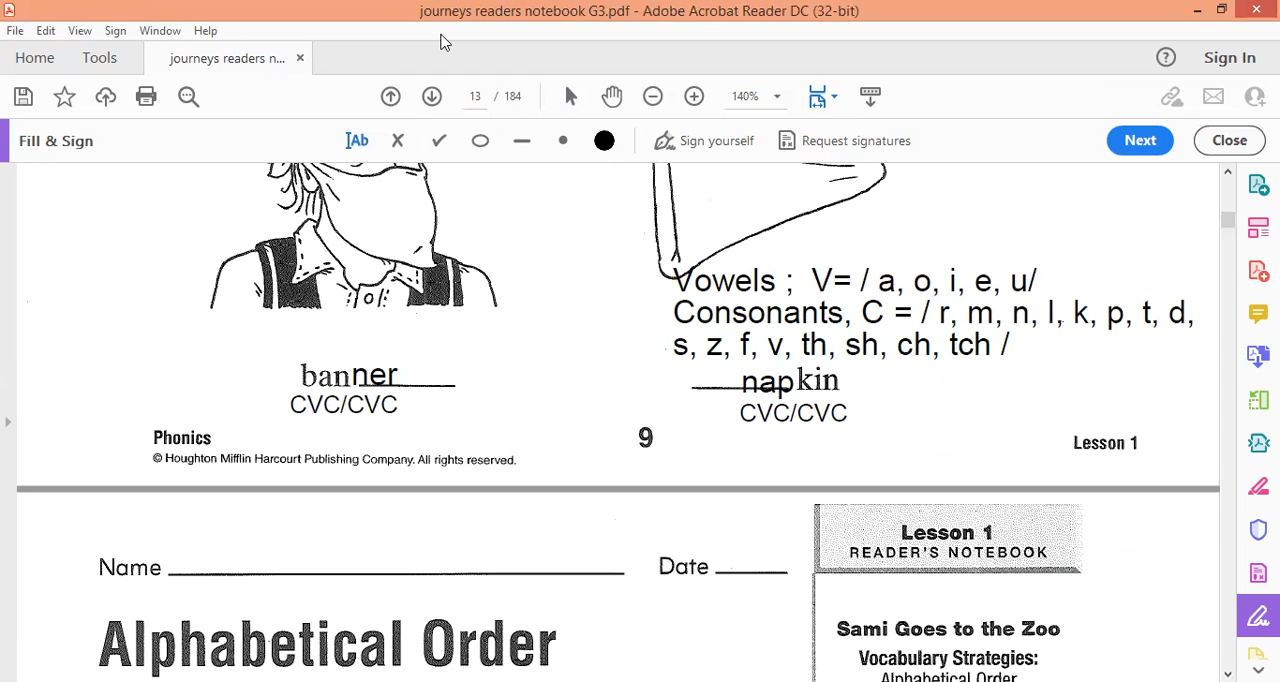 journeys readers notebook G3.pdf - Adobe Acrobat Reader DC (32-bit)
File Edit View Sign Window Help
Home Tools journeys readers n... × Sign In
13 / 184 140%
Fill & Sign Ab Sign yourself Request signatures Next Close
Vowels ; V= / a, o, i, e, u/
Consonants, C = / r, m, n, l, k, p, t, d,
s, z, f, v, th, sh, ch, tch /
banner napkin
CVC/CVC CVC/CVC
Phonics 9 Lesson 1
© Houghton Mifflin Harcourt Publishing Company. All rights reserved.
Lesson 1
READER'S NOTEBOOK
Name Date
Alphabetical Order
Sami Goes to the Zoo
Vocabulary Strategies:
Alphabetical Order